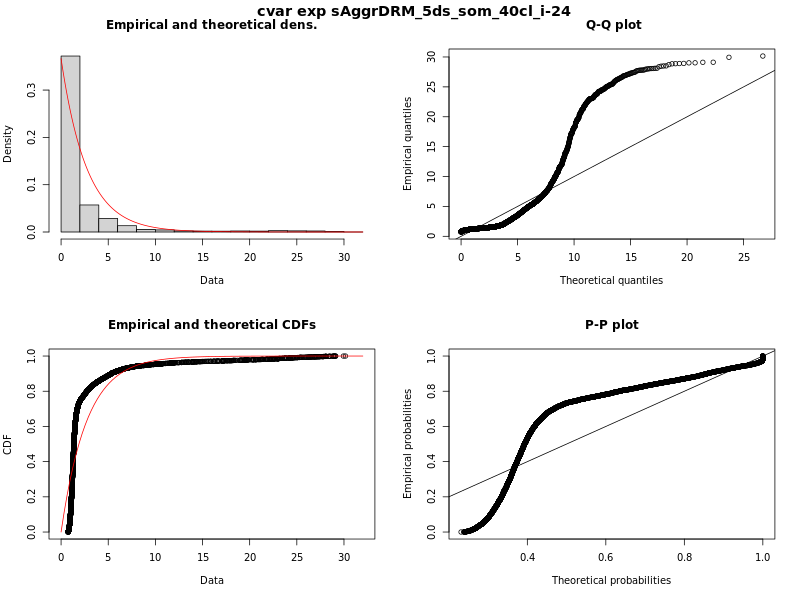 cvar exp sAggrDRM_5ds_som_40cl_i-24
Empirical and theoretical dens.
Density
0.0 0.1 0.2 0.3
0 5 10 15 20 25 30
Data
Q-Q plot
Empirical quantiles
0 5 10 15 20 25 30
0 5 10 15 20 25
Theoretical quantiles
Empirical and theoretical CDFs
CDF
0.0 0.2 0.4 0.6 0.8 1.0
0 5 10 15 20 25 30
Data
P-P plot
Empirical probabilities
0.0 0.2 0.4 0.6 0.8 1.0
0.4 0.6 0.8 1.0
Theoretical probabilities